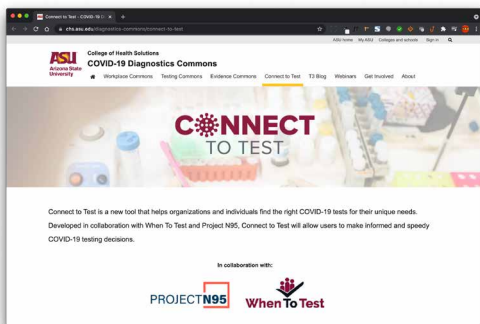 Connect to Test - COVID-19 D
chs.asu.edu/diagnostics-commons/connect-to-test
ASU home My ASU Colleges and schools Sign in
ASU
Arizona State
University
College of Health Solutions
COVID-19 Diagnostics Commons
Workplace Commons Testing Commons Evidence Commons Connect to Test T2 Blog Webinars Get Involved About
CONNECT
TO TEST
Connect to Test is a new tool that helps organizations and individuals find the right COVID-19 tests for their unique needs.
Developed in collaboration with When To Test and Project N95, Connect to Test will allow users to make informed and speedy
COVID-19 testing decisions.
In collaboration with:
PROJECT N95
When To Test